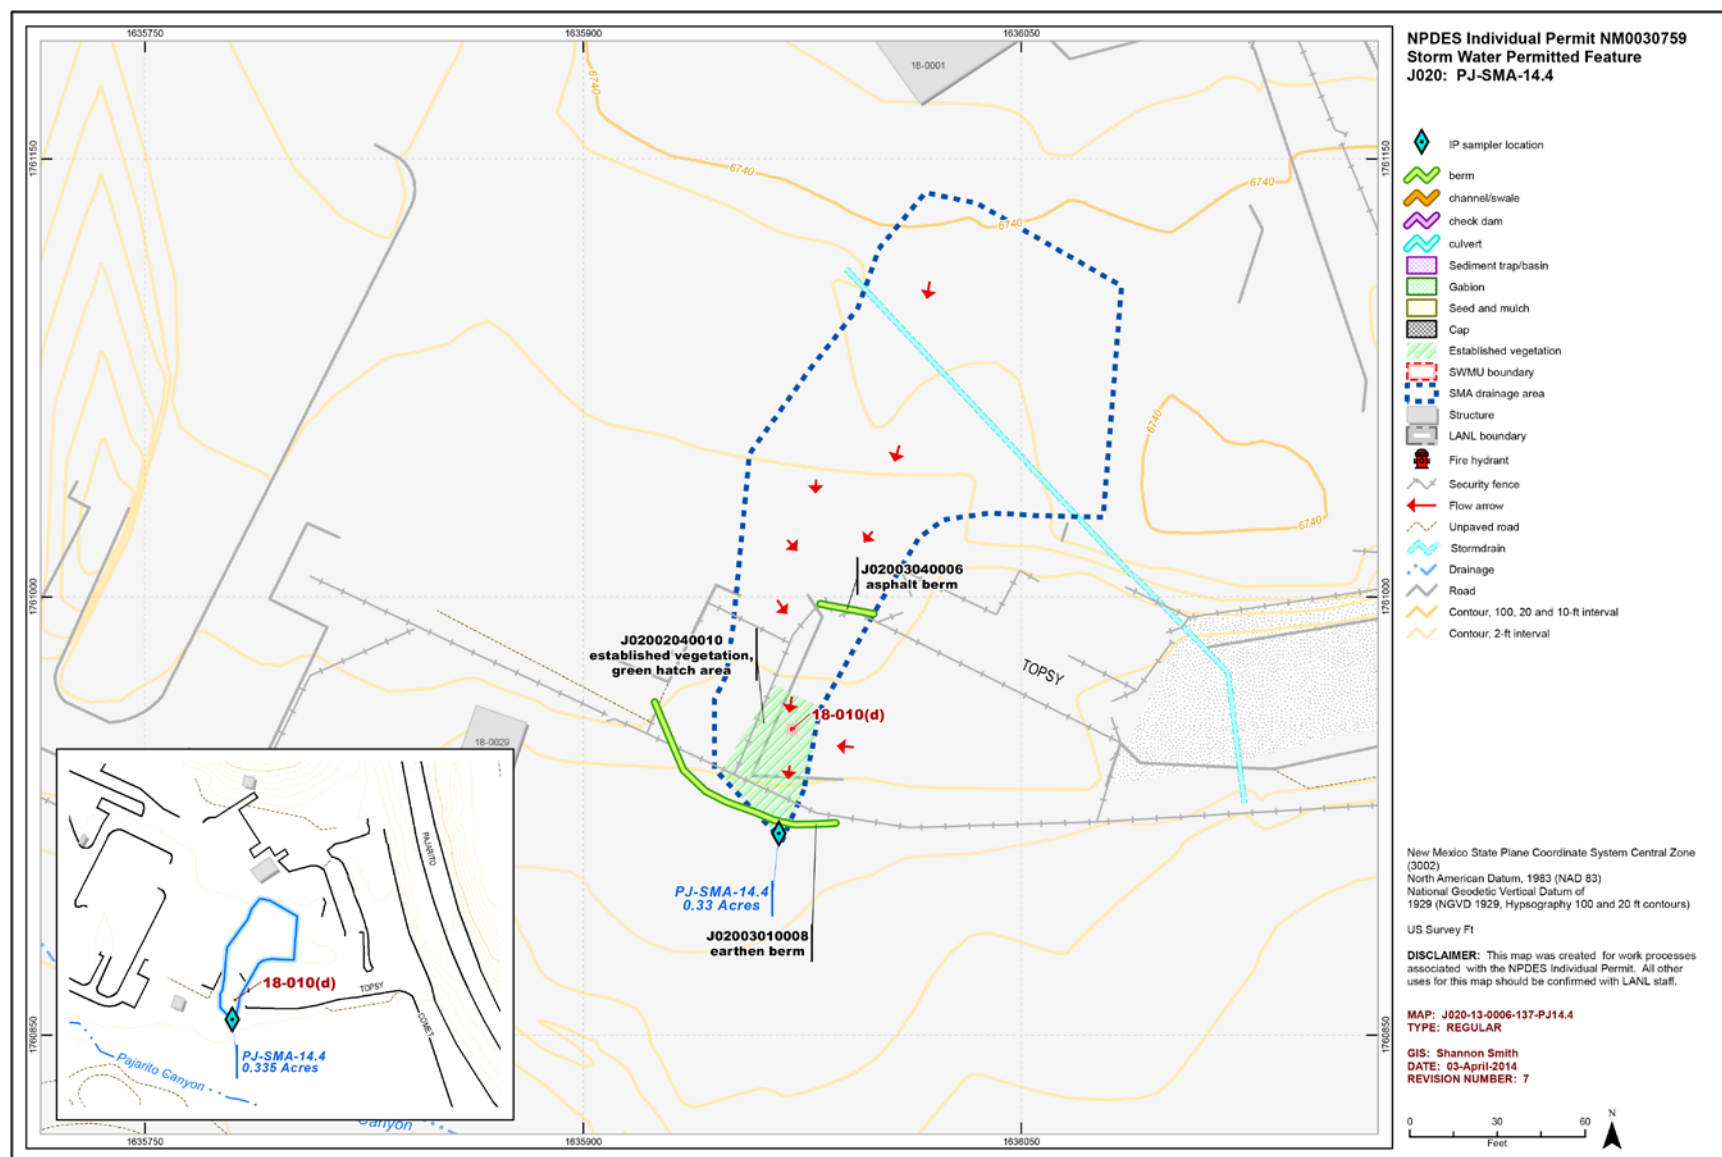 NPDES Individual Permit NM0030759
Storm Water Permitted Feature
J020: PJ-SMA-14.4
IP sampler location
berm
channel/swale
check dam
culvert
Sediment trap/basin
Gabion
Seed and mulch
Cap
Established vegetation
SWMU boundary
SMA drainage area
Structure
LANL boundary
Fire hydrant
Security fence
Flow arrow
Unpaved road
Stormdrain
Drainage
Road
Contour, 100, 20 and 10-ft interval
Contour, 2-ft interval
New Mexico State Plane Coordinate System Central Zone
(3002)
North American Datum, 1983 (NAD 83)
National Geodetic Vertical Datum of
1929 (NGVD 1929, Hypsography 100 and 20 ft contours)
US Survey Ft
DISCLAIMER: This map was created for work processes
associated with the NPDES Individual Permit. All other
uses for this map should be confirmed with LANL staff.
MAP: J020-13-0006-137-PJ14.4
TYPE: REGULAR
GIS: Shannon Smith
DATE: 03-April-2014
REVISION NUMBER: 7
0 30 60
Feet
N
1635750
1635900
1636050
1761150
1761150
1761000
1761000
1760850
1760850
1635750
1635900
1636050
18-0001
6740
6740
6740
6740
6740
6740
J02003040006
asphalt berm
J02002040010
established vegetation,
green hatch area
TOPSY
18-010(d)
18-0029
PJ-SMA-14.4
0.33 Acres
J02003010008
earthen berm
PAJARITO
18-010(d)
TOPSY
COMET
PJ-SMA-14.4
0.335 Acres
Pajarito Canyon
Canyon